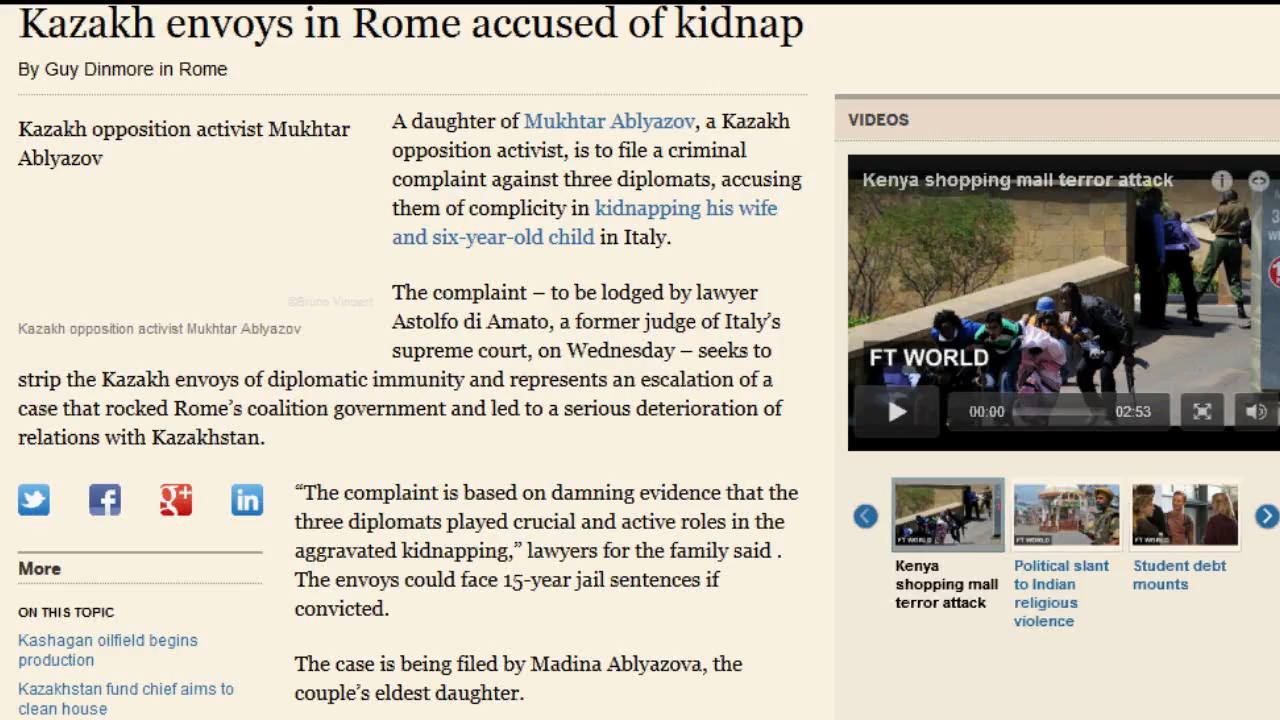 Kazakh envoys in Rome accused of kidnap
By Guy Dinmore in Rome
Kazakh opposition activist Mukhtar
Ablyazov
©Bruno Vincent
Kazakh opposition activist Mukhtar Ablyazov
A daughter of Mukhtar Ablyazov, a Kazakh
opposition activist, is to file a criminal
complaint against three diplomats, accusing
them of complicity in kidnapping his wife
and six-year-old child in Italy.
The complaint – to be lodged by lawyer
Astolfo di Amato, a former judge of Italy’s
supreme court, on Wednesday – seeks to
strip the Kazakh envoys of diplomatic immunity and represents an escalation of a
case that rocked Rome’s coalition government and led to a serious deterioration of
relations with Kazakhstan.
“The complaint is based on damning evidence that the
three diplomats played crucial and active roles in the
aggravated kidnapping,” lawyers for the family said .
The envoys could face 15-year jail sentences if
convicted.
The case is being filed by Madina Ablyazova, the
couple’s eldest daughter.
More
ON THIS TOPIC
Kashagan oilfield begins
production
Kazakhstan fund chief aims to
clean house
VIDEOS
Kenya shopping mall terror attack
FT WORLD
00:00
02:53
FT WORLD
FT WORLD
FT WORLD
Kenya
shopping mall
terror attack
Political slant
to Indian
religious
violence
Student debt
mounts